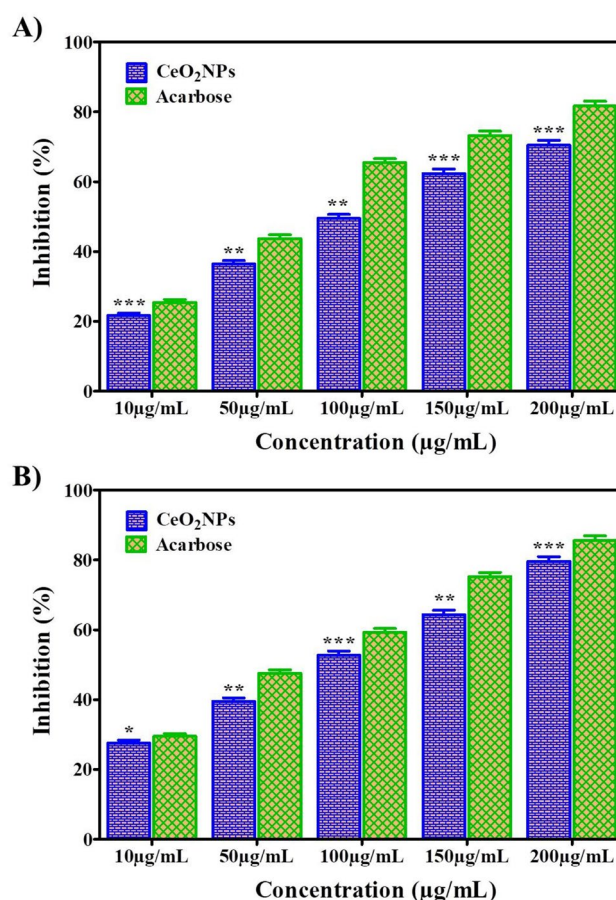 A)
100
80
60
40
20
0
Inhibition (%)
CeO₂NPs
Acarbose
***
**
**
***
***
10µg/mL 50µg/mL 100µg/mL 150µg/mL 200µg/mL
Concentration (µg/mL)
B)
100
80
60
40
20
0
Inhibition (%)
CeO₂NPs
Acarbose
*
**
***
**
***
10µg/mL 50µg/mL 100µg/mL 150µg/mL 200µg/mL
Concentration (µg/mL)